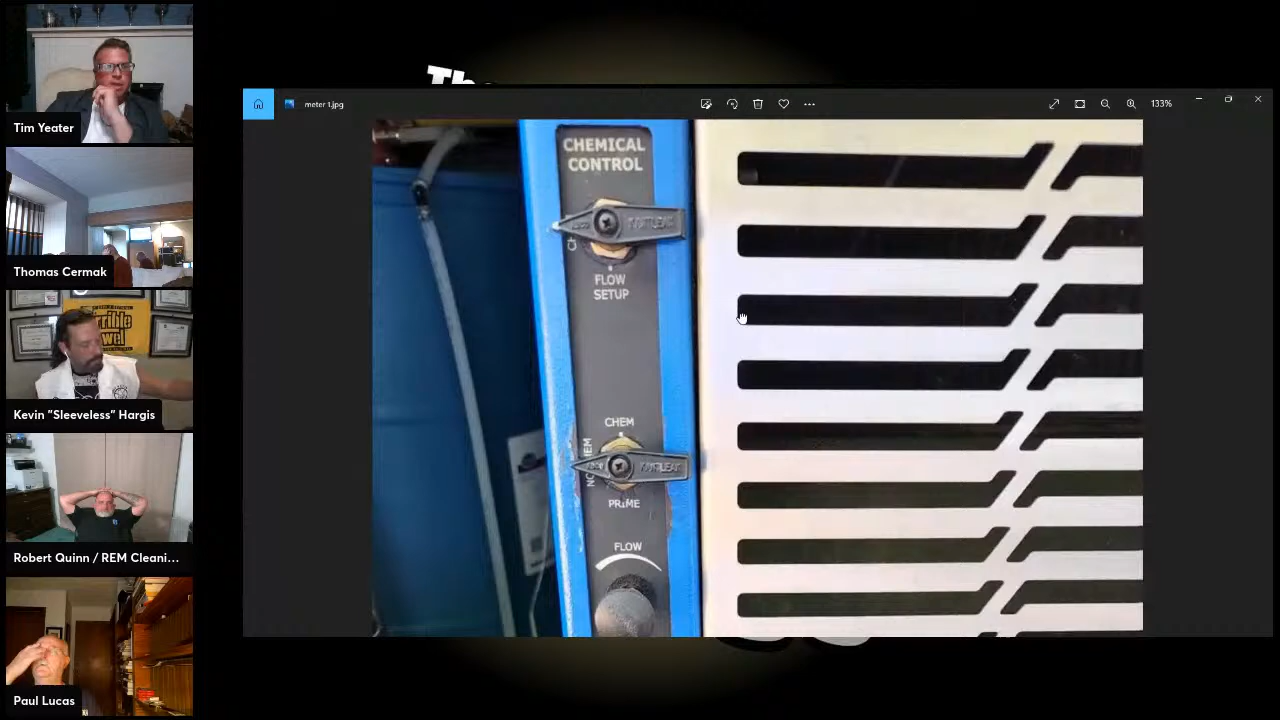 Tim Yeater
Thomas Cermak
Kevin "Sleeveless" Hargis
Robert Quinn / REM Cleani...
Paul Lucas
Th
meter 1.jpg
133%
CHEMICAL
CONTROL
FLOW
SETUP
CHEM
PRIME
FLOW